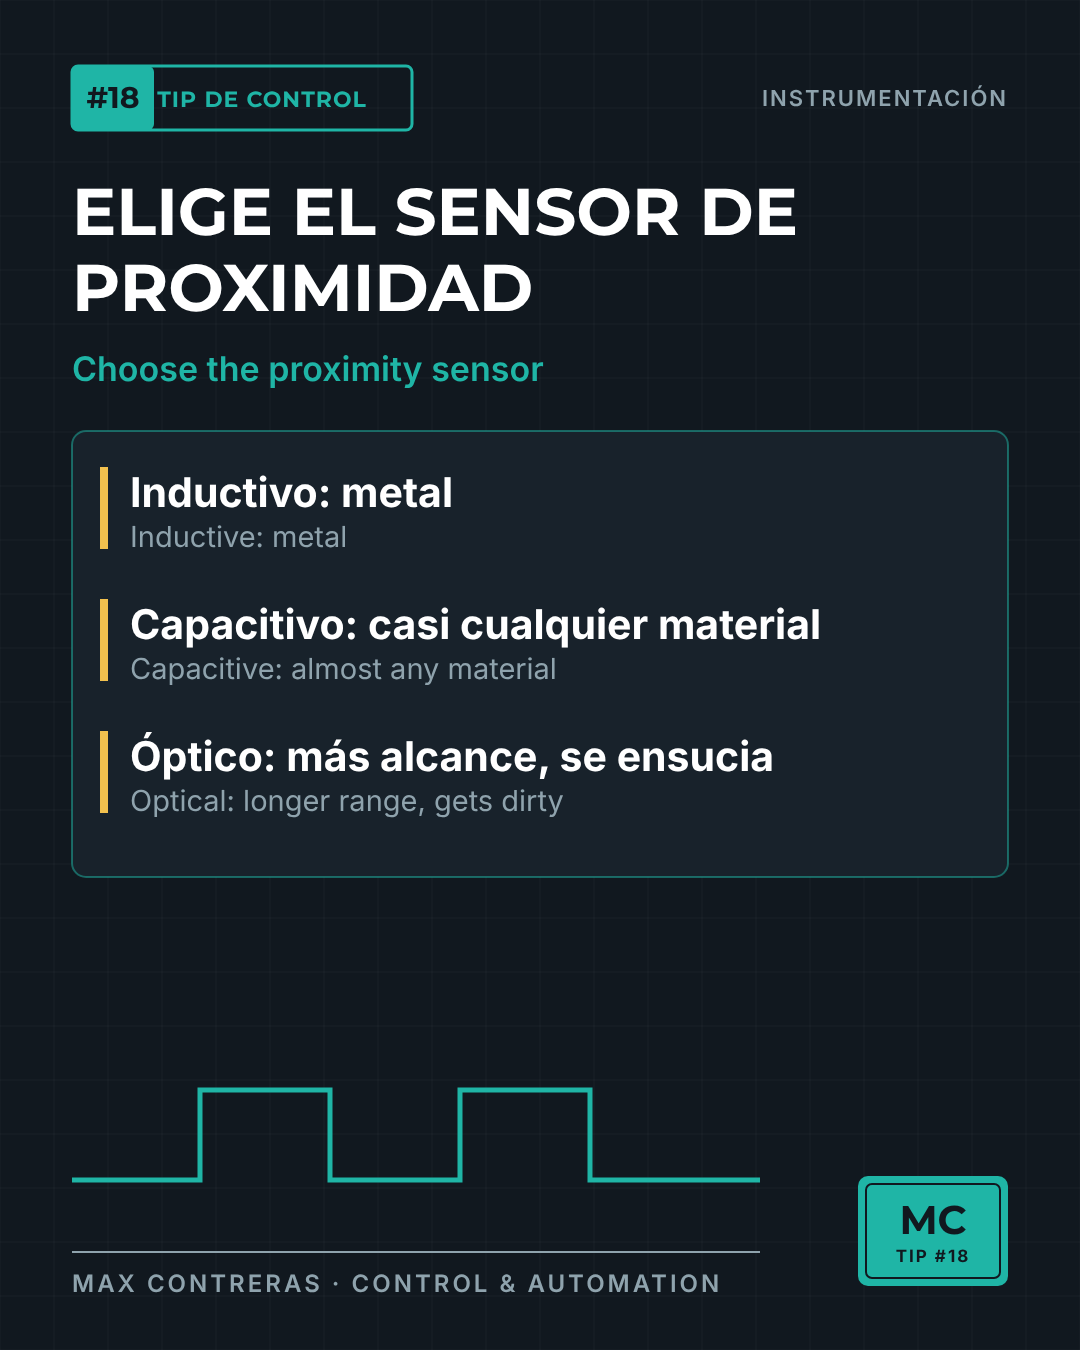 #18 TIP DE CONTROL
INSTRUMENTACIÓN
ELIGE EL SENSOR DE
PROXIMIDAD
Choose the proximity sensor
Inductivo: metal
Inductive: metal
Capacitivo: casi cualquier material
Capacitive: almost any material
Óptico: más alcance, se ensucia
Optical: longer range, gets dirty
MC
TIP #18
MAX CONTRERAS · CONTROL & AUTOMATION